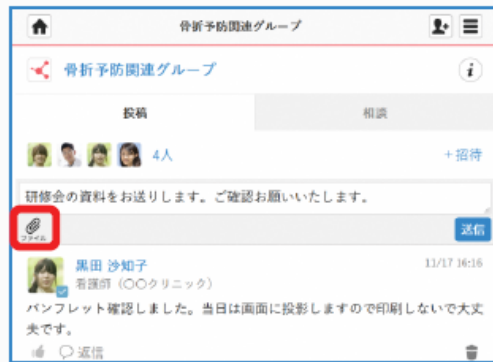 骨折予防関連グループ
骨折予防関連グループ
投稿
相談
4人
+招待
研修会の資料をお送りします。ご確認お願いいたします。
ファイル
送信
黒田 沙知子
11/17 16:16
看護師（〇〇クリニック）
パンフレット確認しました。当日は画面に投影しますので印刷しないで大丈
夫です。
返信